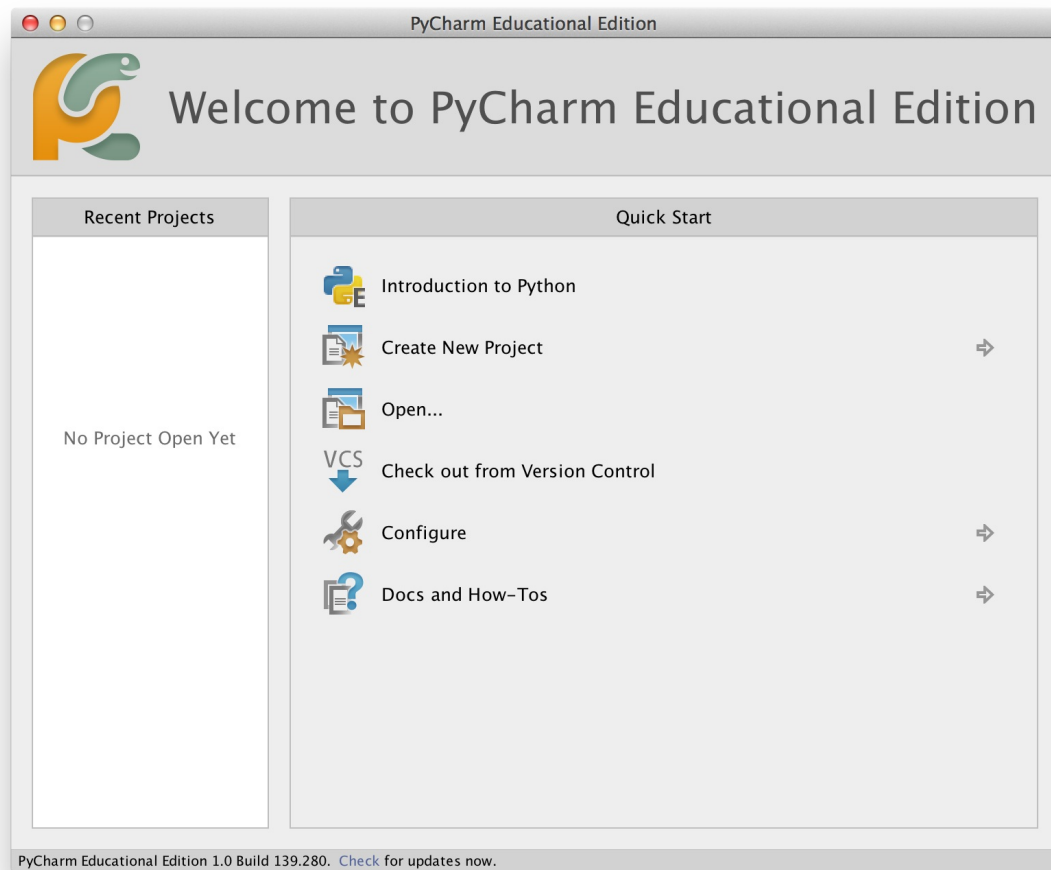 PyCharm Educational Edition
Welcome to PyCharm Educational Edition
Recent Projects
No Project Open Yet
Quick Start
Introduction to Python
Create New Project
Open...
VCS
Check out from Version Control
Configure
Docs and How-Tos
PyCharm Educational Edition 1.0 Build 139.280. Check for updates now.